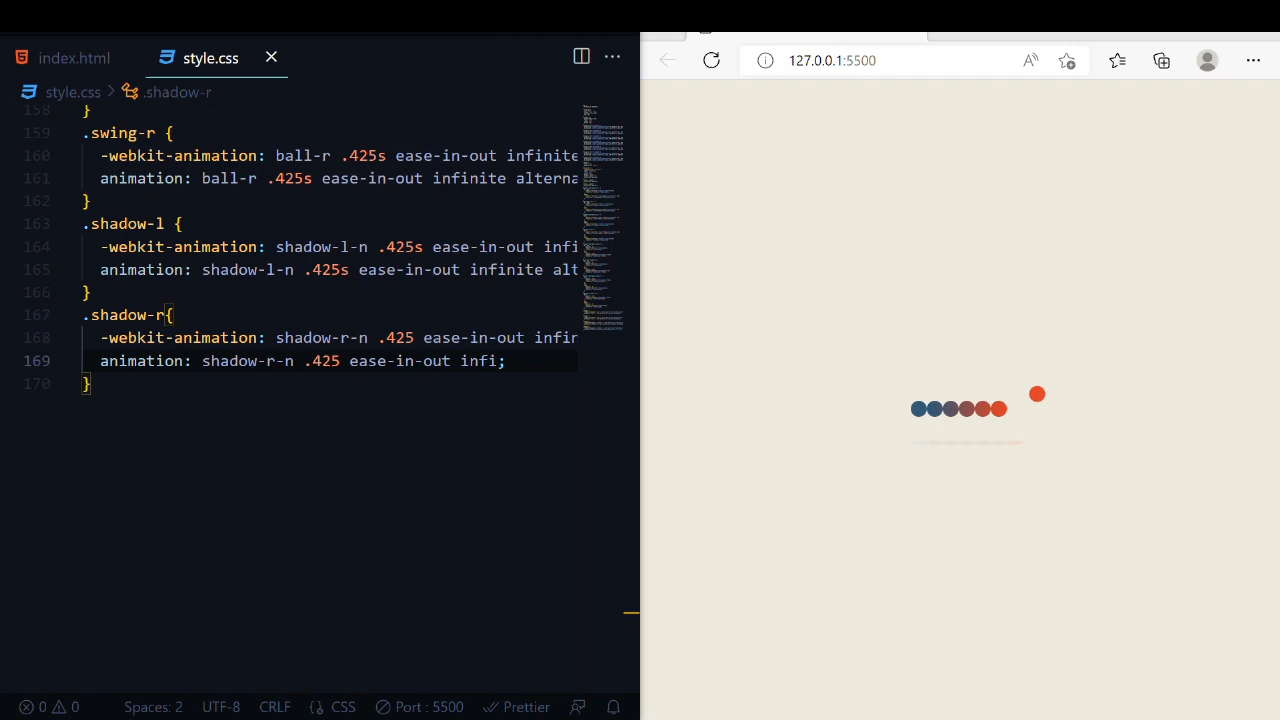 index.html
style.css
style.css > .shadow-r
158 }
159 .swing-r {
160 -webkit-animation: ball-r .425s ease-in-out infinite
161 animation: ball-r .425s ease-in-out infinite alterna
162 }
163 .shadow-l {
164 -webkit-animation: shadow-l-n .425s ease-in-out infi
165 animation: shadow-l-n .425s ease-in-out infinite alt
166 }
167 .shadow-r{
168 -webkit-animation: shadow-r-n .425 ease-in-out infin
169 animation: shadow-r-n .425 ease-in-out infi;
170 }
0 0 Spaces: 2 UTF-8 CRLF {} CSS Port : 5500 Prettier
127.0.0.1:5500